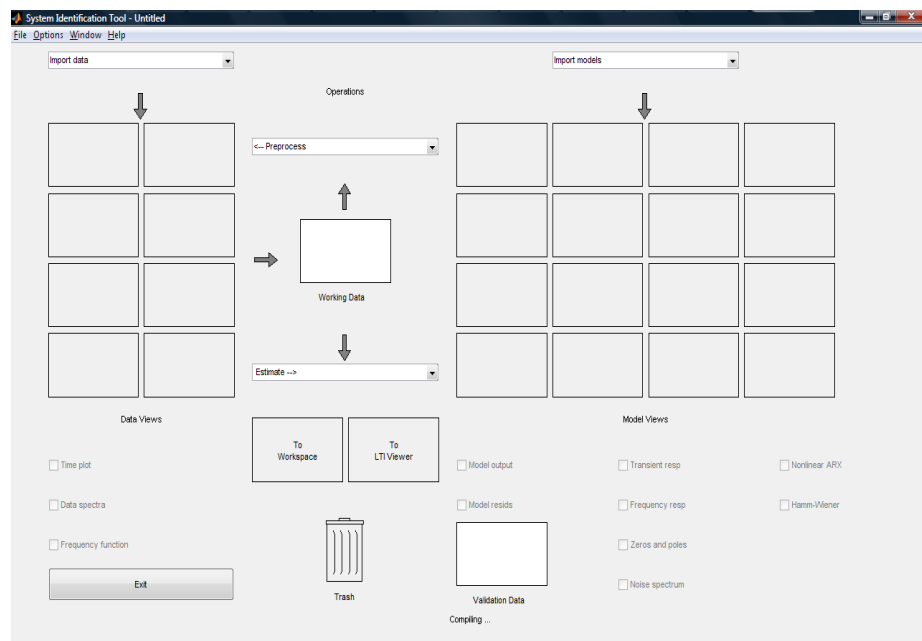 System Identification Tool - Untitled
File Options Window Help
Import data
Import models
Operations
<-- Preprocess
Working Data
Estimate -->
Data Views
Model Views
To
Workspace
To
LTI Viewer
Time plot
Data spectra
Frequency function
Model output
Model resids
Transient resp
Frequency resp
Zeros and poles
Noise spectrum
Nonlinear ARX
Hamm-Wiener
Exit
Trash
Validation Data
Compiling ...